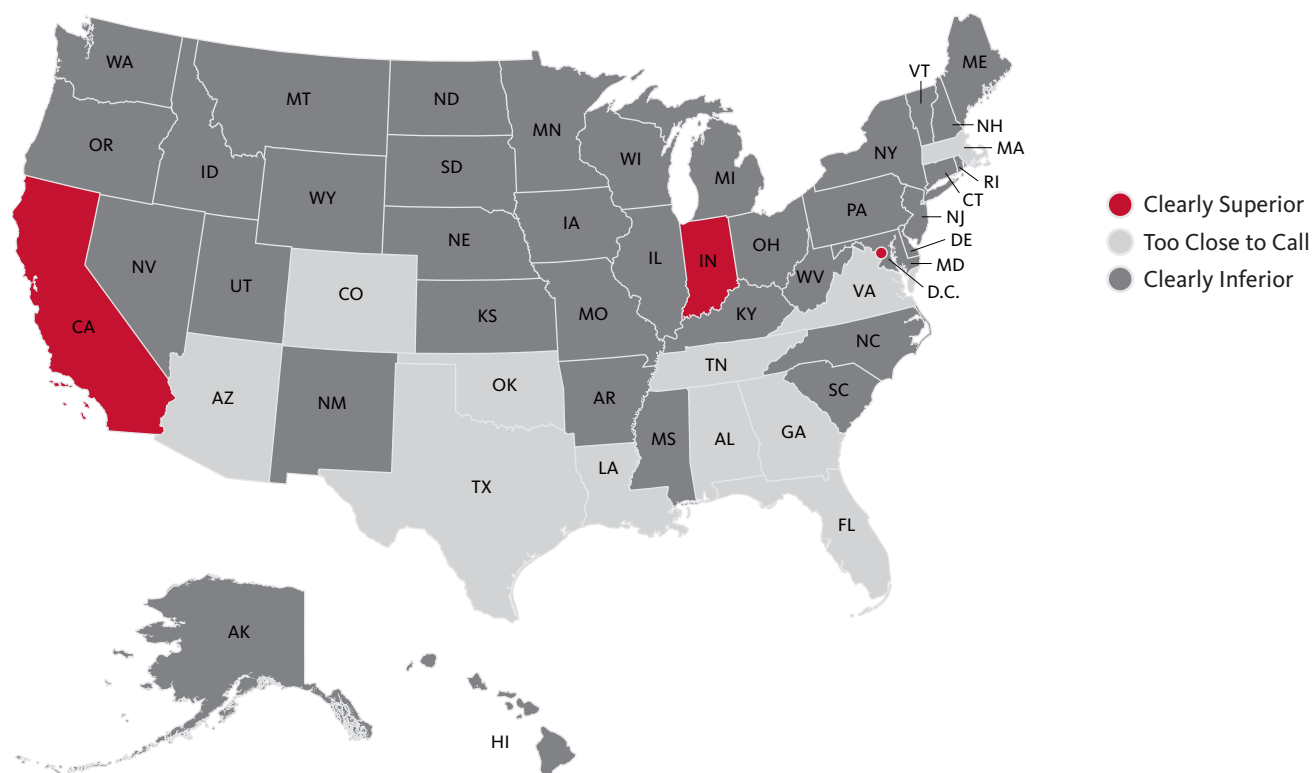 WA
MT
ND
MN
VT
ME
OR
ID
WY
SD
WI
MI
NY
NH
MA
RI
CT
NV
UT
CO
NE
IA
IL
IN
OH
PA
NJ
DE
MD
D.C.
WV
VA
CA
KS
MO
KY
NC
AZ
NM
OK
AR
TN
SC
TX
LA
MS
AL
GA
FL
AK
HI
Clearly Superior
Too Close to Call
Clearly Inferior